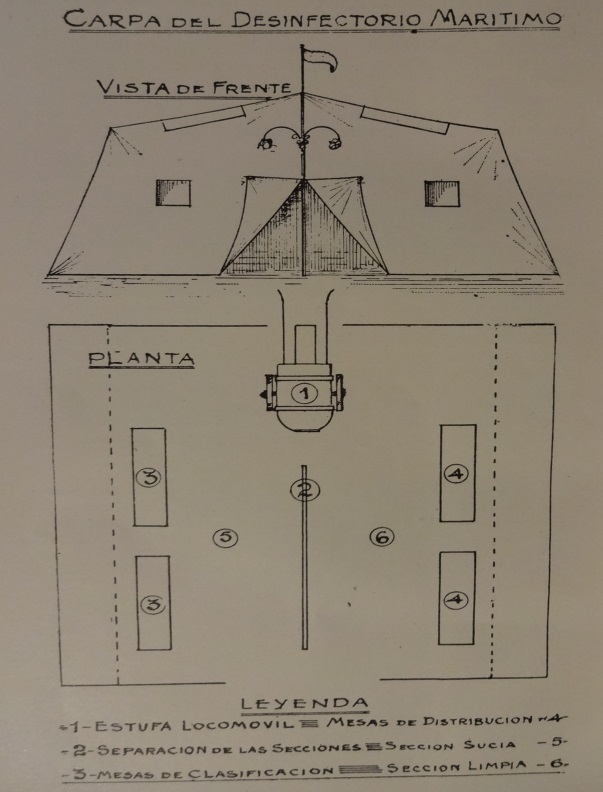 CARPA DEL DESINFECTORIO MARITIMO
VISTA DE FRENTE
PLANTA
1
2
3
4
5
6
3
4
LEYENDA
-1-ESTUFA LOCOMOVIL ≡ MESAS DE DISTRIBUCION -4-
-2-SEPARACION DE LAS SECCIONES ≡ SECCION SUCIA -5-
-3-MESAS DE CLASIFICACION ≡ SECCION LIMPIA -6-